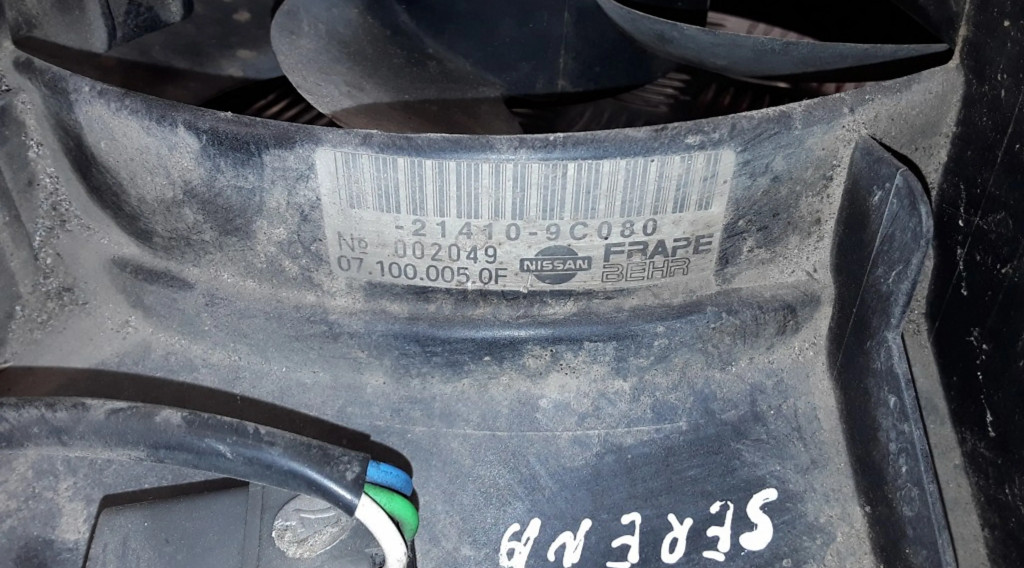 -21410-9C080
Nº 002049
07.100.005.0F NISSAN FRAPE
BEHR
SERENA